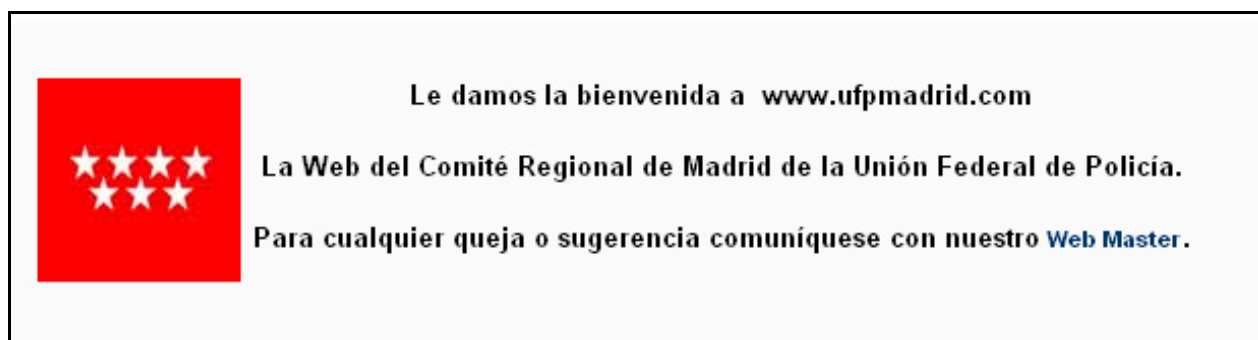 Le damos la bienvenida a www.ufpmadrid.com
La Web del Comité Regional de Madrid de la Unión Federal de Policía.
Para cualquier queja o sugerencia comuníquese con nuestro Web Master.